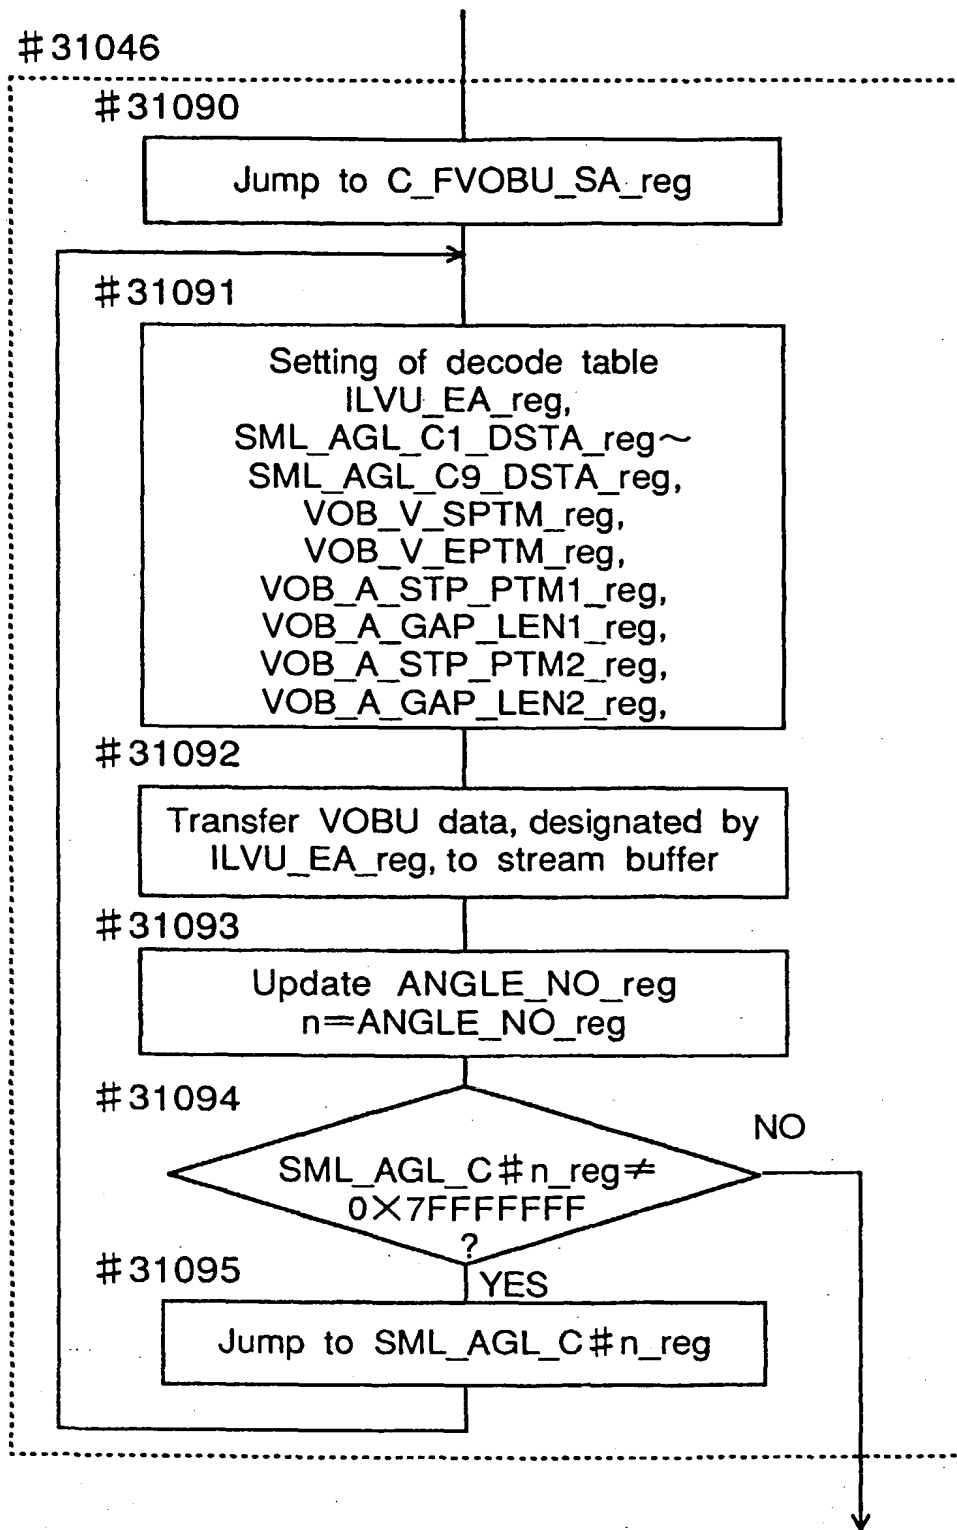 #31046
#31090
Jump to C_FVOBU_SA_reg
#31091
Setting of decode table
ILVU_EA_reg,
SML_AGL_C1_DSTA_reg~
SML_AGL_C9_DSTA_reg,
VOB_V_SPTM_reg,
VOB_V_EPTM_reg,
VOB_A_STP_PTM1_reg,
VOB_A_GAP_LEN1_reg,
VOB_A_STP_PTM2_reg,
VOB_A_GAP_LEN2_reg,
#31092
Transfer VOBU data, designated by
ILVU_EA_reg, to stream buffer
#31093
Update ANGLE_NO_reg
n=ANGLE_NO_reg
#31094
NO
SML_AGL_C#n_reg≠
0×7FFFFFFF
?
#31095
YES
Jump to SML_AGL_C#n_reg